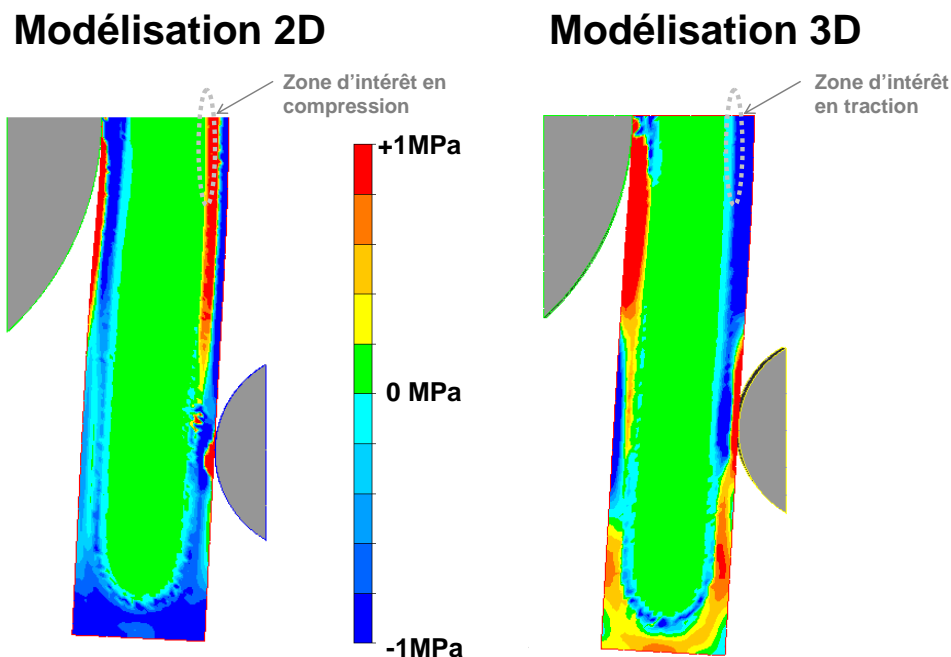 Modélisation 2D
Modélisation 3D
Zone d'intérêt en
compression
Zone d'intérêt
en traction
+1MPa
0 MPa
-1MPa